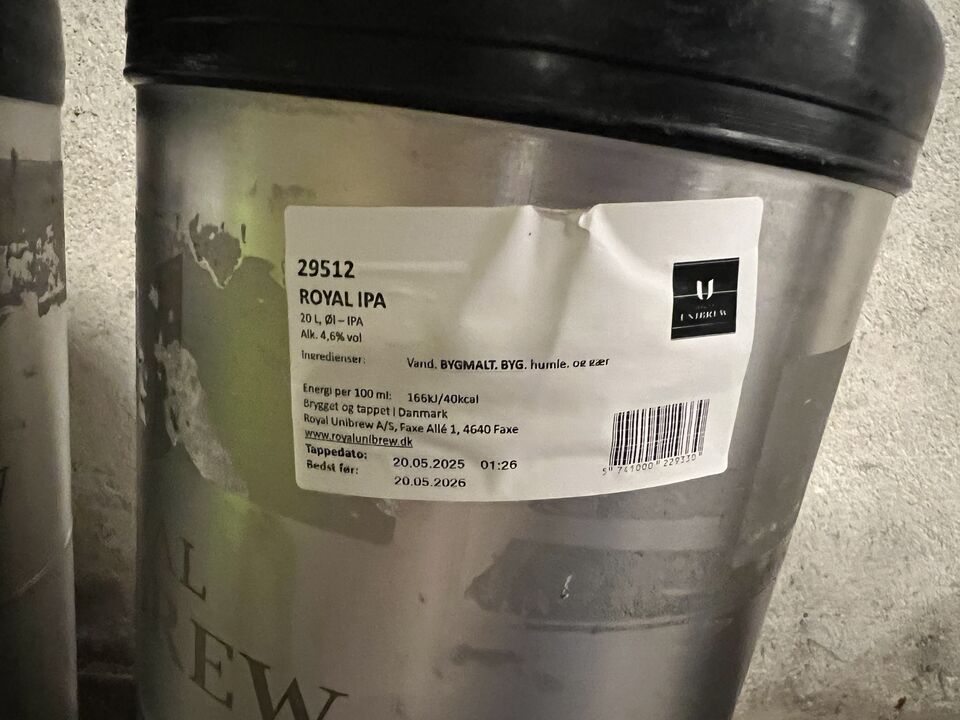 29512
ROYAL IPA
20 L, Øl – IPA
Alk. 4,6% vol
Ingredienser: Vand, BYGMALT, BYG, humle, og gær
Energi per 100 ml: 166kJ/40kcal
Brygget og tappet i Danmark
Royal Unibrew A/S, Faxe Allé 1, 4640 Faxe
www.royalunibrew.dk
Tappedato: 20.05.2025 01:26
Bedst før: 20.05.2026
U
UNIBREW
5 741000 229330
AL
REW